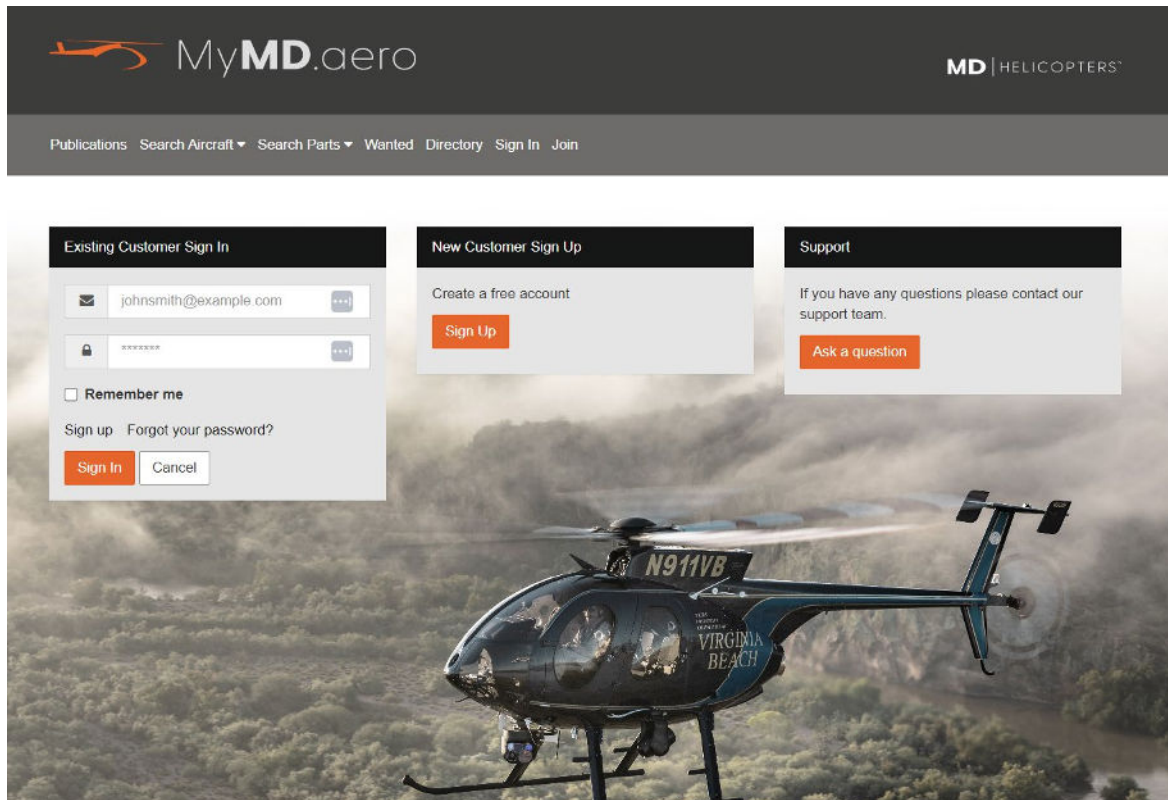 MyMD.aero
MD | HELICOPTERS™
Publications Search Aircraft Search Parts Wanted Directory Sign In Join
Existing Customer Sign In
johnsmith@example.com
*******
Remember me
Sign up Forgot your password?
Sign In Cancel
New Customer Sign Up
Create a free account
Sign Up
Support
If you have any questions please contact our
support team.
Ask a question
N911VB
VIRGINIA
BEACH